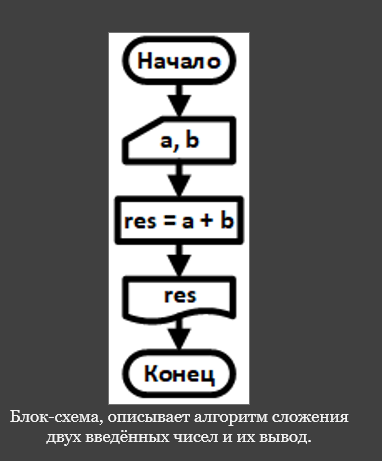 Начало
a, b
res = a + b
res
Конец
Блок-схема, описывает алгоритм сложения
двух введённых чисел и их вывод.